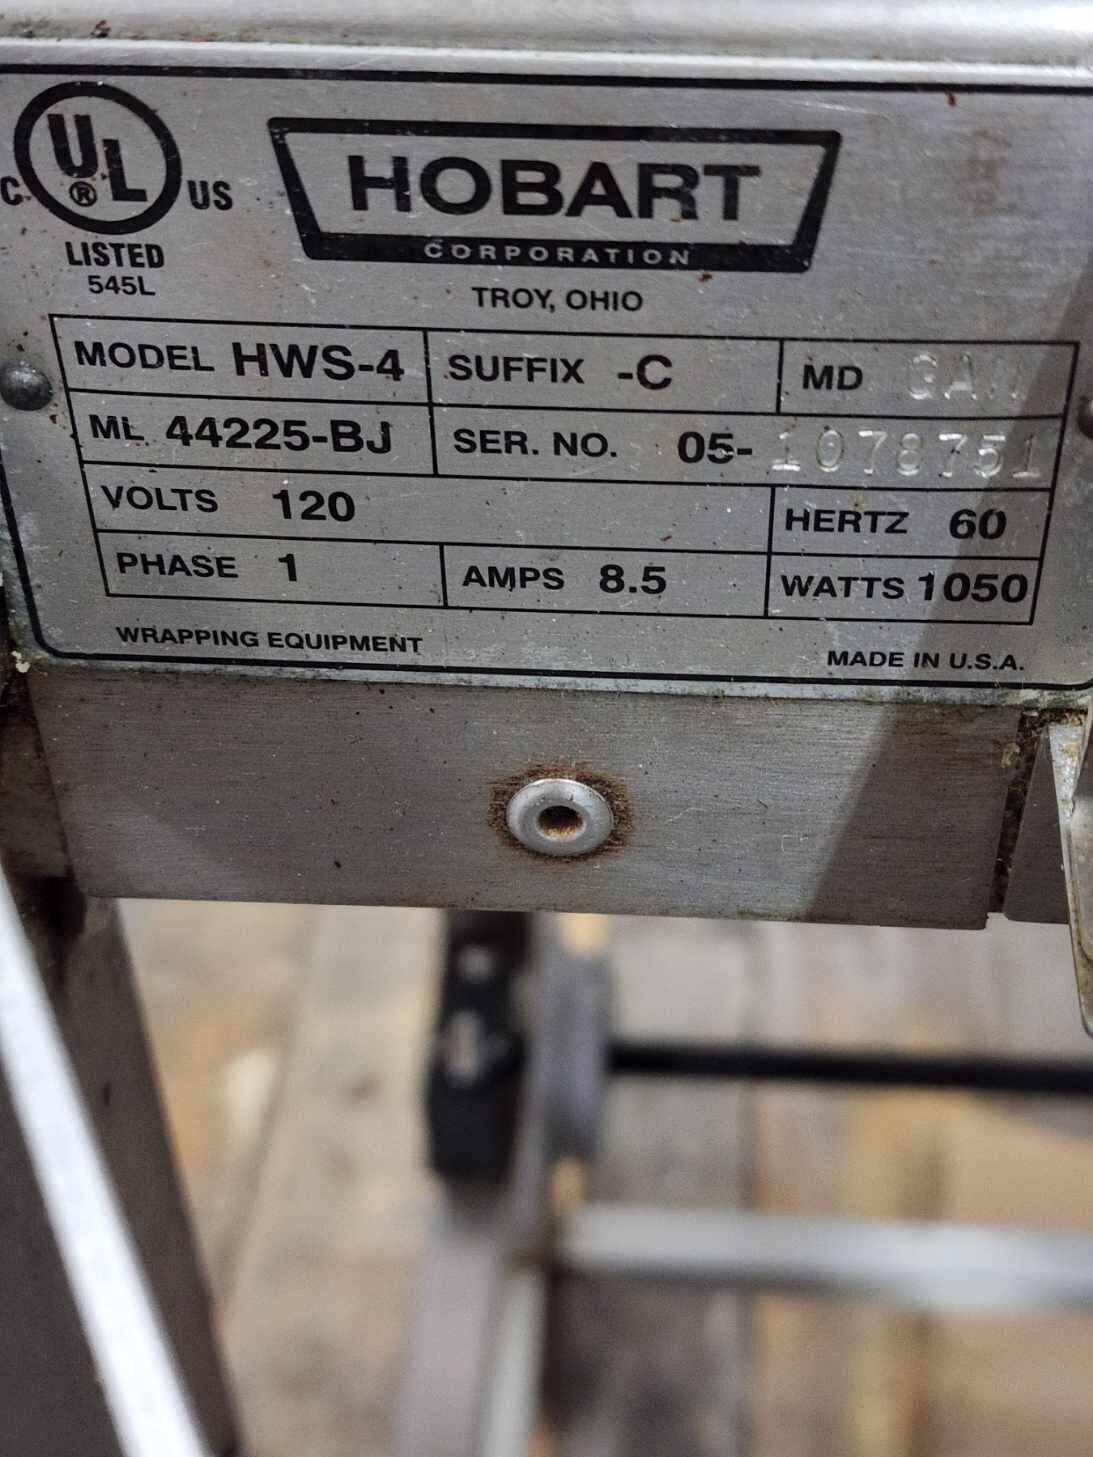 C UL ® US
LISTED
545L
HOBART
CORPORATION
TROY, OHIO
MODEL HWS-4 SUFFIX -C MD
ML 44225-BJ SER. NO. 05-1078751
VOLTS 120 HERTZ 60
PHASE 1 AMPS 8.5 WATTS 1050
WRAPPING EQUIPMENT
MADE IN U.S.A.